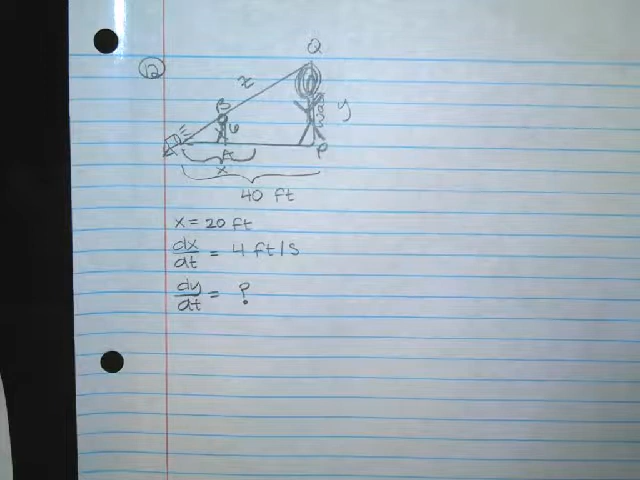 12
Q
z
B
y
6
P
x
40 ft
x = 20 ft
dx/dt = 4 ft/s
dy/dt = ?